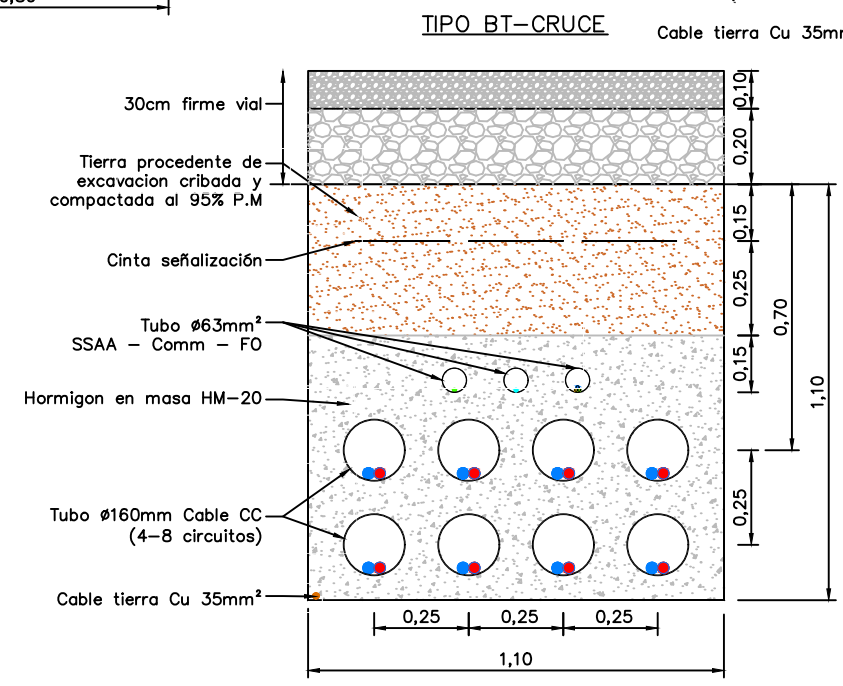 TIPO BT-CRUCE
Cable tierra Cu 35m
30cm firme vial
Tierra procedente de
excavacion cribada y
compactada al 95% P.M
Cinta señalización
Tubo Ø63mm²
SSAA - Comm - FO
Hormigon en masa HM-20
Tubo Ø160mm Cable CC
(4-8 circuitos)
Cable tierra Cu 35mm²
0,10
0,20
0,15
0,25
0,15
0,70
0,25
1,10
0,25
0,25
0,25
1,10